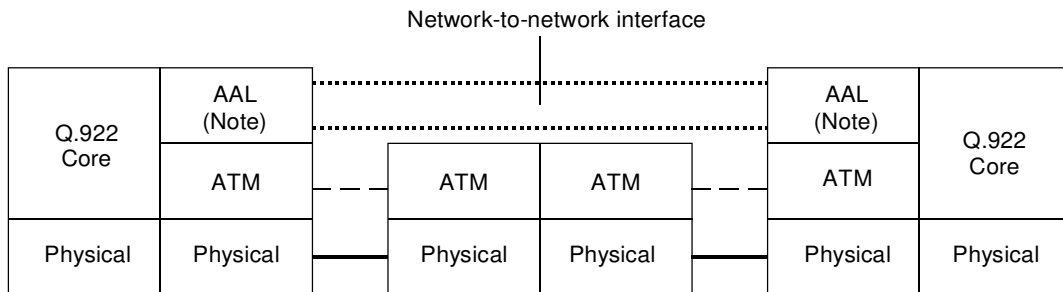 Network-to-network interface
AAL
(Note)
AAL
(Note)
Q.922
Core
Q.922
Core
ATM
ATM
ATM
ATM
Physical
Physical
Physical
Physical
Physical
Physical